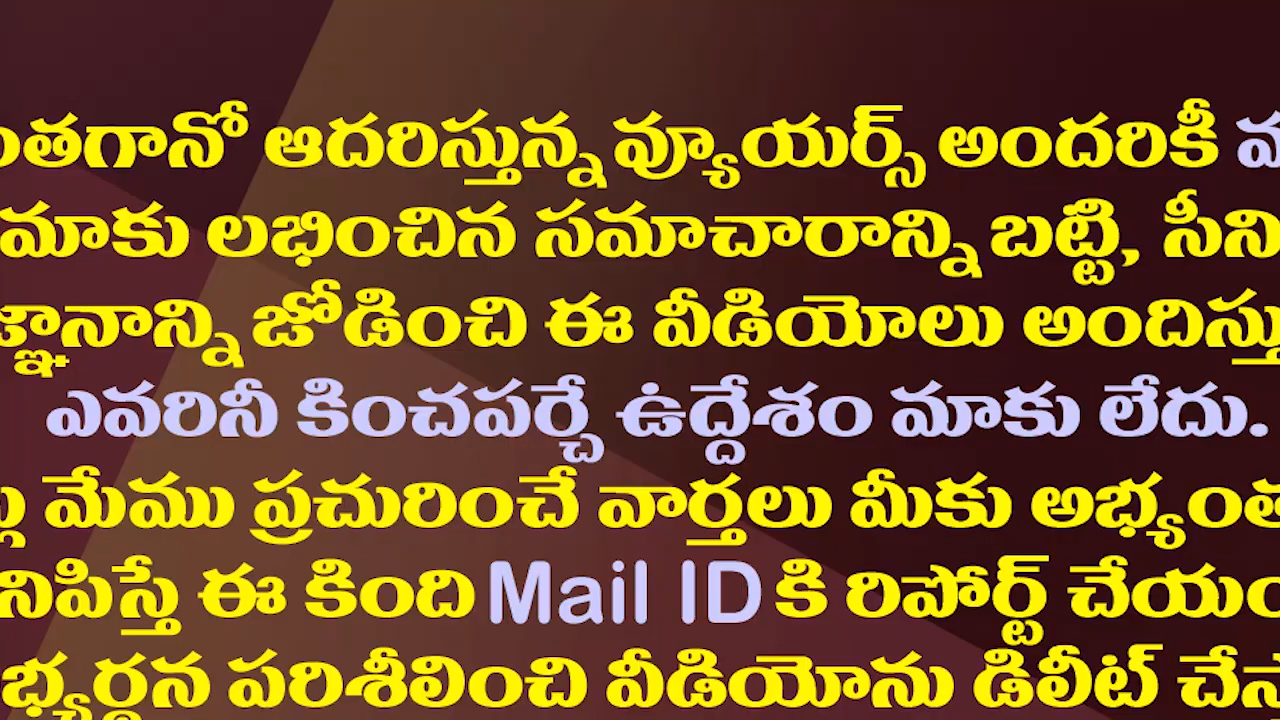 ఆదరిస్తున్న వ్యూయర్స్ అందరికీ
మాకు లభించిన సమాచారాన్ని బట్టి,
జోడించి ఈ వీడియోలు
ఎవరినీ కించపర్చే ఉద్దేశం మాకు లేదు.
మేము ప్రచురించే వార్తలు మీకు
ఈ కింది Mail ID కి రిపోర్ట్
పరిశీలించి వీడియోను డిలీట్